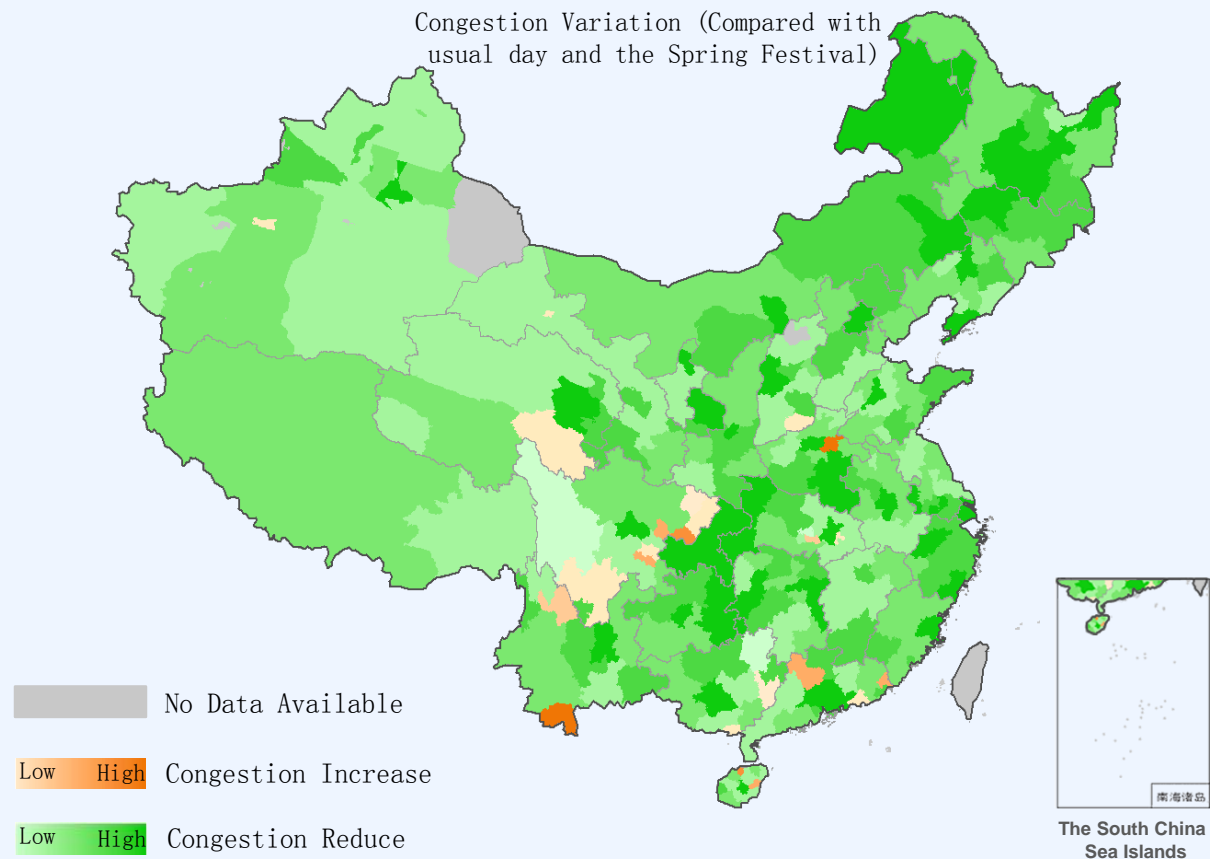 Congestion Variation (Compared with
usual day and the Spring Festival)
No Data Available
Low High Congestion Increase
Low High Congestion Reduce
南海诸岛
The South China
Sea Islands